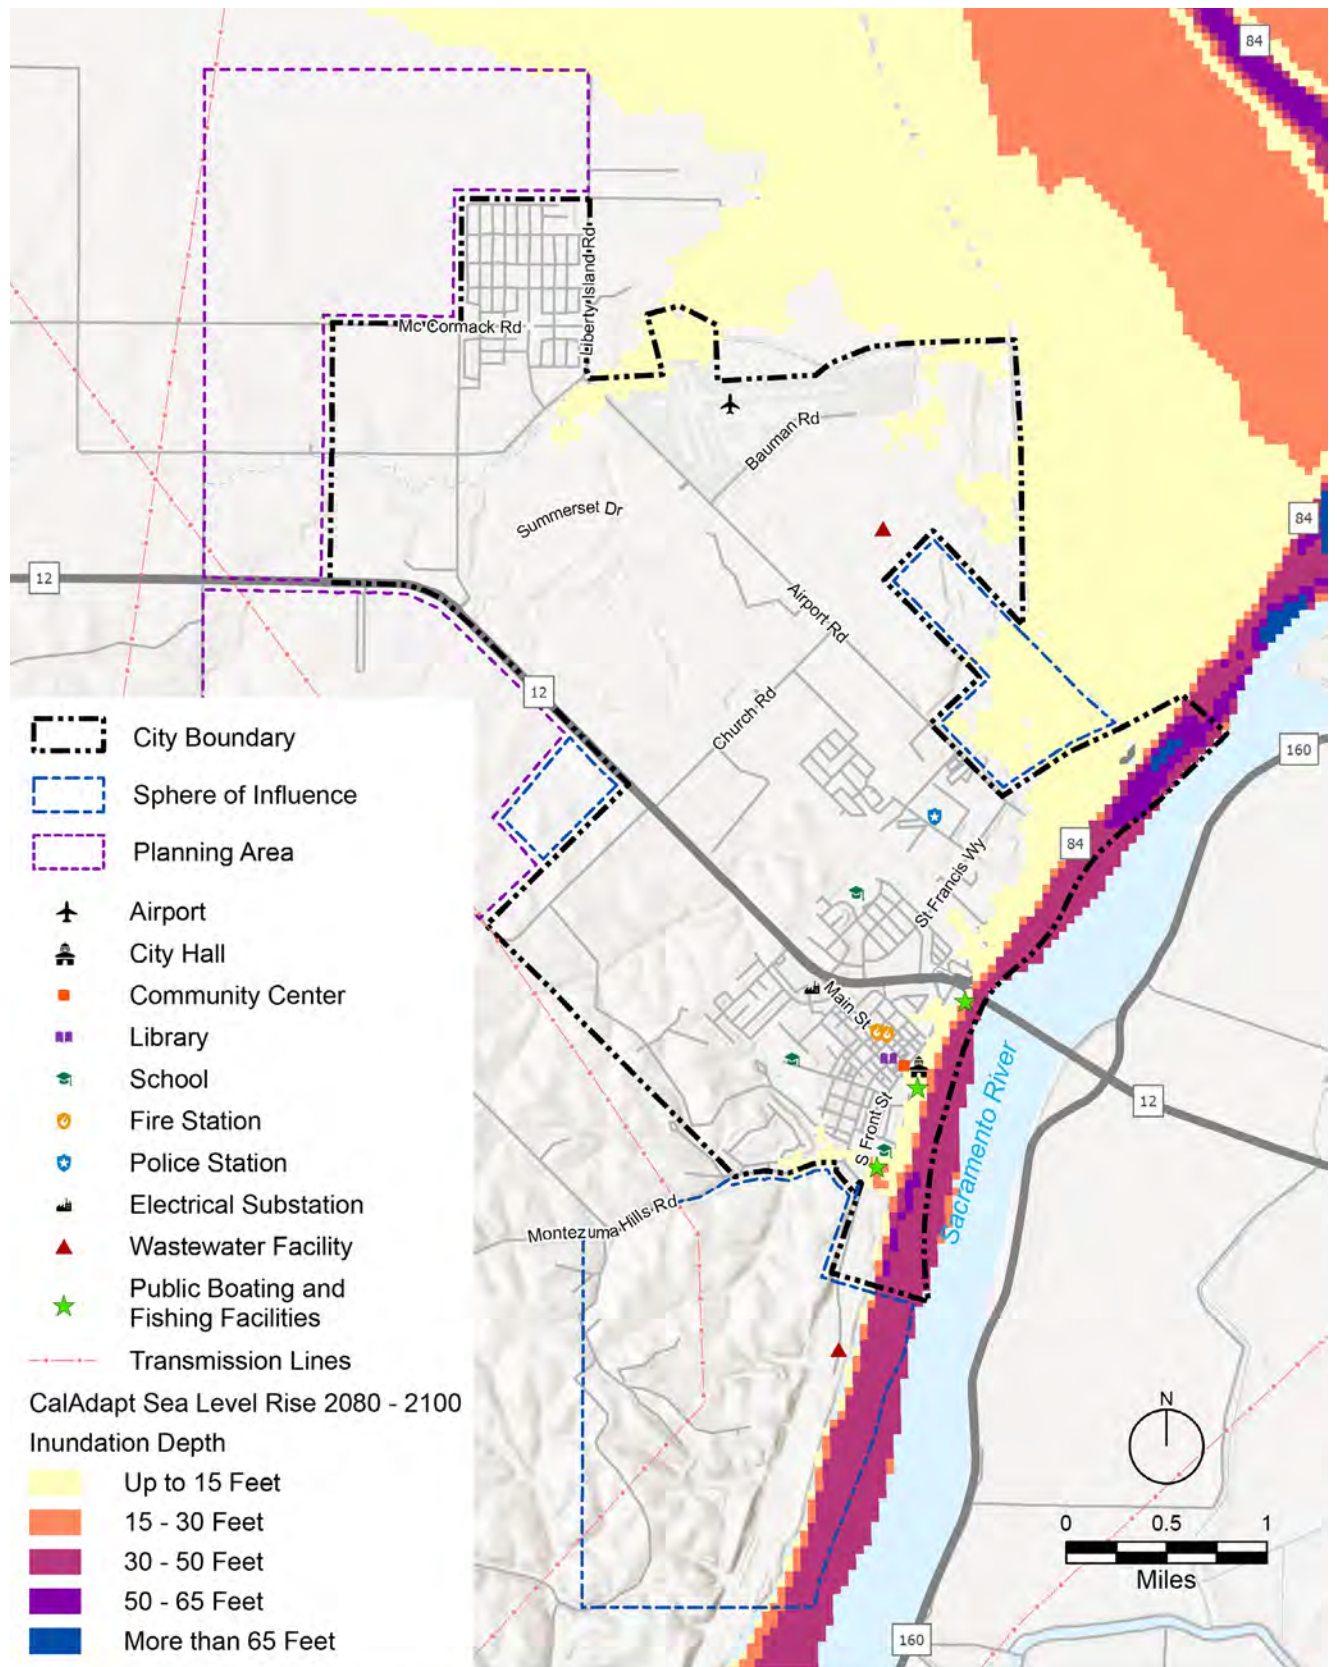 84
Liberty Island Rd
Mc Cormack Rd
Bauman Rd
Summerset Dr
84
12
Airport Rd
12
Church Rd
160
84
St Francis Wy
Main St
S Front St
12
Sacramento River
Montezuma Hills Rd
160
City Boundary
Sphere of Influence
Planning Area
Airport
City Hall
Community Center
Library
School
Fire Station
Police Station
Electrical Substation
Wastewater Facility
Public Boating and
Fishing Facilities
Transmission Lines
CalAdapt Sea Level Rise 2080 - 2100
Inundation Depth
Up to 15 Feet
15 - 30 Feet
30 - 50 Feet
50 - 65 Feet
More than 65 Feet
N
0 0.5 1
Miles